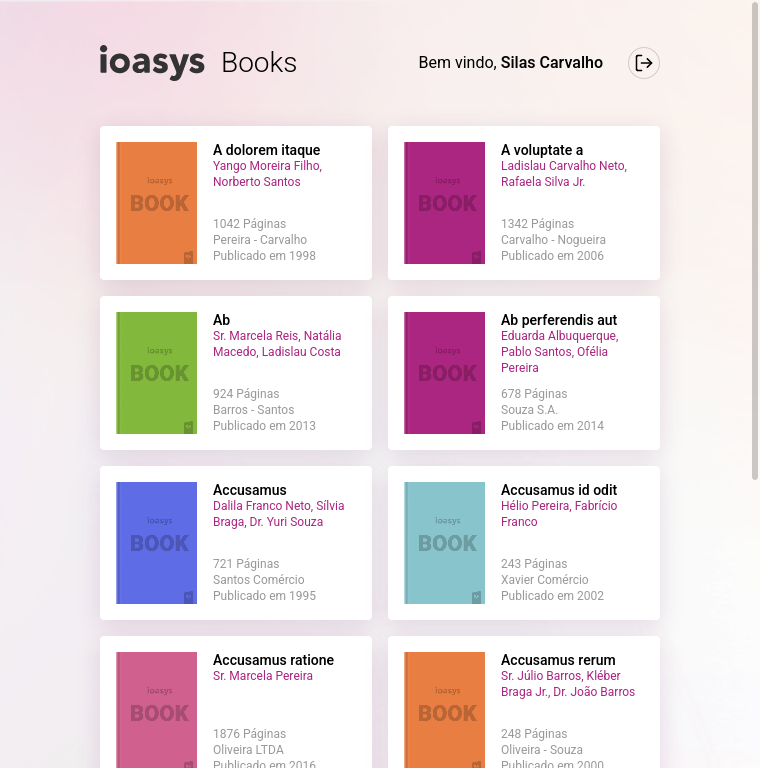 ioasys Books
Bem vindo, Silas Carvalho
ioasys
BOOK
A dolorem itaque
Yango Moreira Filho,
Norberto Santos
1042 Páginas
Pereira - Carvalho
Publicado em 1998
ioasys
BOOK
A voluptate a
Ladislau Carvalho Neto,
Rafaela Silva Jr.
1342 Páginas
Carvalho - Nogueira
Publicado em 2006
ioasys
BOOK
Ab
Sr. Marcela Reis, Natália
Macedo, Ladislau Costa
924 Páginas
Barros - Santos
Publicado em 2013
ioasys
BOOK
Ab perferendis aut
Eduarda Albuquerque,
Pablo Santos, Ofélia
Pereira
678 Páginas
Souza S.A.
Publicado em 2014
ioasys
BOOK
Accusamus
Dalila Franco Neto, Sílvia
Braga, Dr. Yuri Souza
721 Páginas
Santos Comércio
Publicado em 1995
ioasys
BOOK
Accusamus id odit
Hélio Pereira, Fabrício
Franco
243 Páginas
Xavier Comércio
Publicado em 2002
ioasys
BOOK
Accusamus ratione
Sr. Marcela Pereira
1876 Páginas
Oliveira LTDA
Publicado em 2016
ioasys
BOOK
Accusamus rerum
Sr. Júlio Barros, Kléber
Braga Jr., Dr. João Barros
248 Páginas
Oliveira - Souza
Publicado em 2000